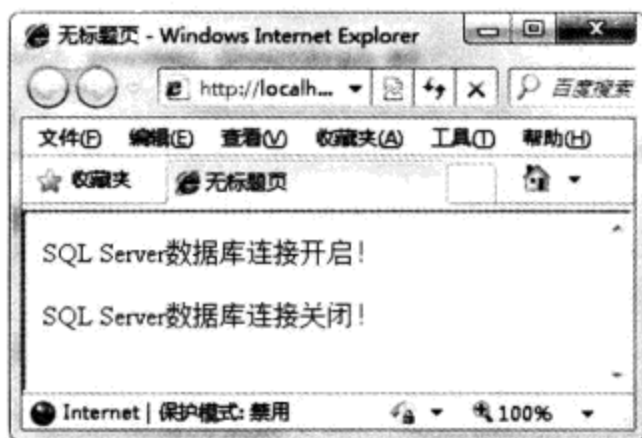 无标题页 - Windows Internet Explorer
http://localh...
百度搜索
文件(F) 编辑(E) 查看(V) 收藏夹(A) 工具(T) 帮助(H)
收藏夹 无标题页
SQL Server数据库连接开启！
SQL Server数据库连接关闭！
Internet | 保护模式: 禁用 100%